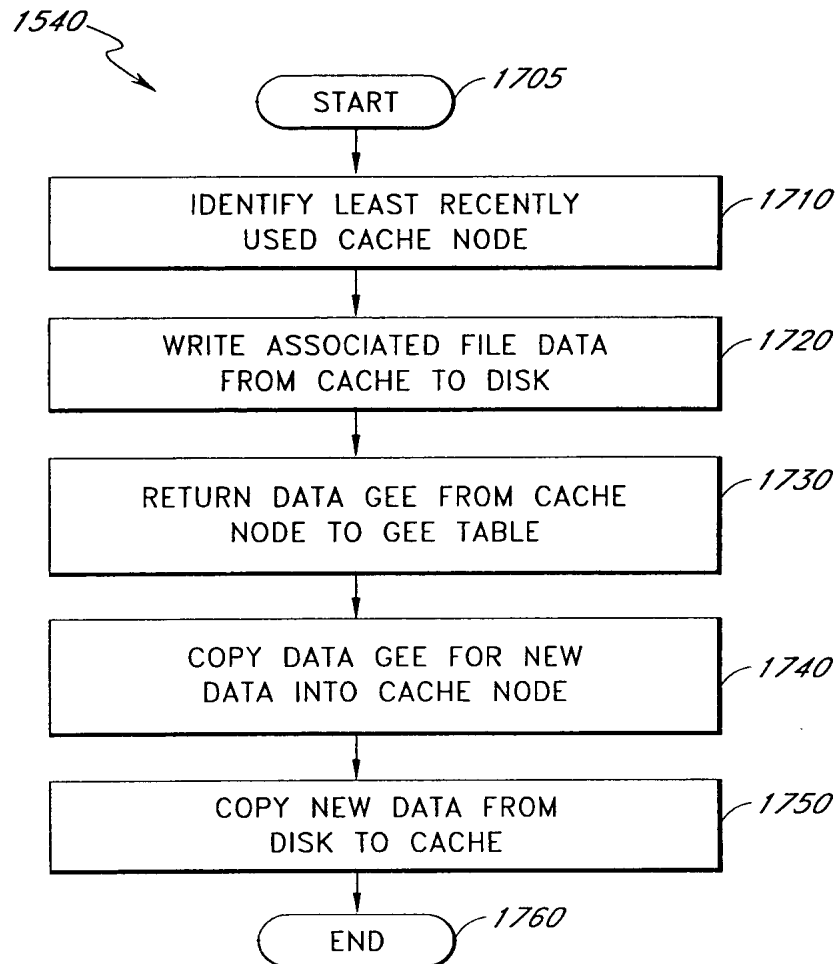 1540
START
1705
IDENTIFY LEAST RECENTLY
USED CACHE NODE
1710
WRITE ASSOCIATED FILE DATA
FROM CACHE TO DISK
1720
RETURN DATA GEE FROM CACHE
NODE TO GEE TABLE
1730
COPY DATA GEE FOR NEW
DATA INTO CACHE NODE
1740
COPY NEW DATA FROM
DISK TO CACHE
1750
END
1760